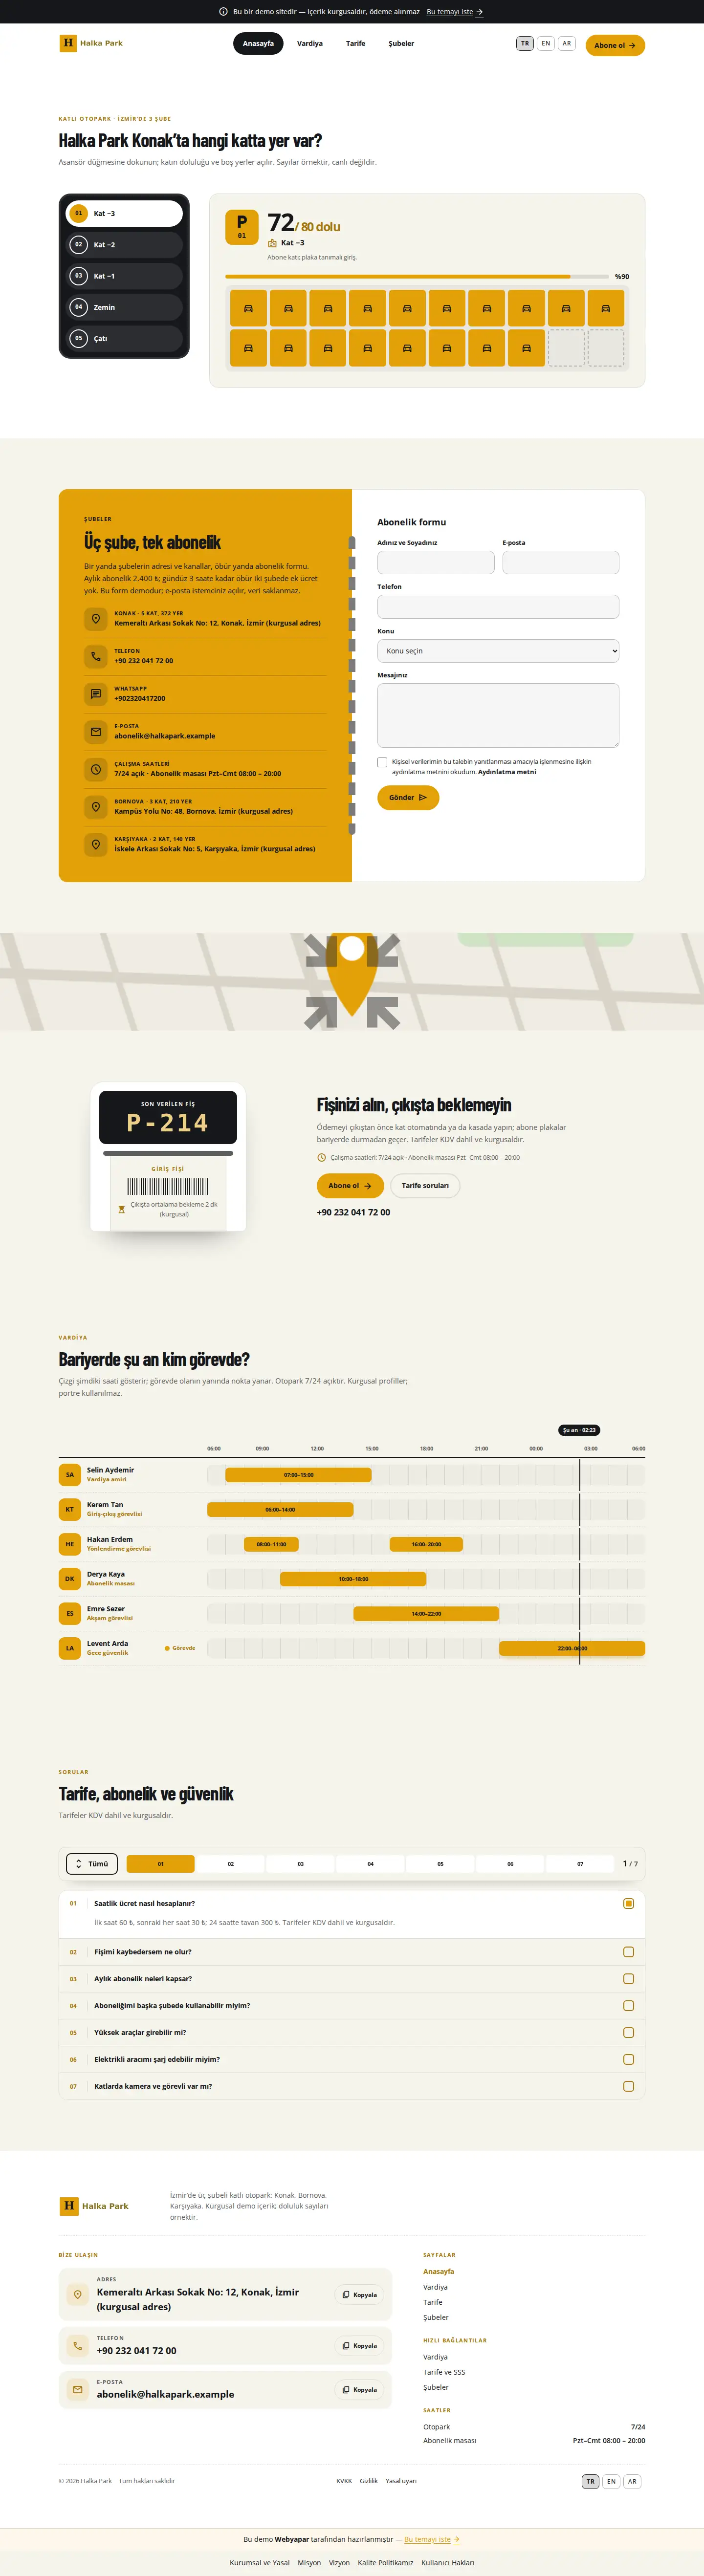 Bu bir demo sitedir — içerik kurgusaldır, ödeme alınmaz Bu temayı iste →
H Halka Park
Anasayfa Vardiya Tarife Şubeler
TR EN AR
Abone ol →
KATLI OTOPARK · İZMİR'DE 3 ŞUBE
Halka Park Konak’ta hangi katta yer var?
Asansör düğmesine dokunun; katın doluluğu ve boş yerler açılır. Sayılar örnektir, canlı değildir.
01 Kat −3
02 Kat −2
03 Kat −1
04 Zemin
05 Çatı
P 01
72 / 80 dolu
Kat −3
Abone katı; plaka tanımalı giriş.
%90
ŞUBELER
Üç şube, tek abonelik
Bir yanda şubelerin adresi ve kanallar, öbür yanda abonelik formu.
Aylık abonelik 2.400 ₺; gündüz 3 saate kadar öbür iki şubede ek ücret
yok. Bu form demodur; e-posta istemciniz açılır, veri saklanmaz.
KONAK · 5 KAT, 372 YER
Kemeraltı Arkası Sokak No: 12, Konak, İzmir (kurgusal adres)
TELEFON
+90 232 041 72 00
WHATSAPP
+902320417200
E-POSTA
abonelik@halkapark.example
ÇALIŞMA SAATLERİ
7/24 açık · Abonelik masası Pzt–Cmt 08:00 – 20:00
BORNOVA · 3 KAT, 210 YER
Kampüs Yolu No: 48, Bornova, İzmir (kurgusal adres)
KARŞIYAKA · 2 KAT, 140 YER
İskele Arkası Sokak No: 5, Karşıyaka, İzmir (kurgusal adres)
Abonelik formu
Adınız ve Soyadınız E-posta
Telefon
Konu
Konu seçin
Mesajınız
Kişisel verilerimin bu talebin yanıtlanması amacıyla işlenmesine ilişkin
aydınlatma metnini okudum. Aydınlatma metni
Gönder
SON VERİLEN FİŞ
P-214
GİRİŞ FİŞİ
Çıkışta ortalama bekleme 2 dk
(kurgusal)
Fişinizi alın, çıkışta beklemeyin
Ödemeyi çıkıştan önce kat otomatında ya da kasada yapın; abone plakalar
bariyerde durmadan geçer. Tarifeler KDV dahil ve kurgusaldır.
Çalışma saatleri: 7/24 açık · Abonelik masası Pzt–Cmt 08:00 – 20:00
Abone ol → Tarife soruları
+90 232 041 72 00
VARDİYA
Bariyerde şu an kim görevde?
Çizgi şimdiki saati gösterir; görevde olanın yanında nokta yanar. Otopark 7/24 açıktır. Kurgusal profiller;
portre kullanılmaz.
Şu an · 02:23
06:00 09:00 12:00 15:00 18:00 21:00 00:00 03:00 06:00
SA Selin Aydemir
Vardiya amiri
07:00–15:00
KT Kerem Tan
Giriş-çıkış görevlisi
06:00–14:00
HE Hakan Erdem
Yönlendirme görevlisi
08:00–11:00 16:00–20:00
DK Derya Kaya
Abonelik masası
10:00–18:00
ES Emre Sezer
Akşam görevlisi
14:00–22:00
LA Levent Arda
Gece güvenlik
Görevde
22:00–06:00
SORULAR
Tarife, abonelik ve güvenlik
Tarifeler KDV dahil ve kurgusaldır.
Tümü 01 02 03 04 05 06 07 1 / 7
01 Saatlik ücret nasıl hesaplanır?
İlk saat 60 ₺, sonraki her saat 30 ₺; 24 saatte tavan 300 ₺. Tarifeler KDV dahil ve kurgusaldır.
02 Fişimi kaybedersem ne olur?
03 Aylık abonelik neleri kapsar?
04 Aboneliğimi başka şubede kullanabilir miyim?
05 Yüksek araçlar girebilir mi?
06 Elektrikli aracımı şarj edebilir miyim?
07 Katlarda kamera ve görevli var mı?
H Halka Park
İzmir'de üç şubeli katlı otopark: Konak, Bornova,
Karşıyaka. Kurgusal demo içerik; doluluk sayıları
örnektir.
BİZE ULAŞIN
ADRES
Kemeraltı Arkası Sokak No: 12, Konak, İzmir
(kurgusal adres)
Kopyala
TELEFON
+90 232 041 72 00
Kopyala
E-POSTA
abonelik@halkapark.example
Kopyala
SAYFALAR
Anasayfa
Vardiya
Tarife
Şubeler
HIZLI BAĞLANTILAR
Vardiya
Tarife ve SSS
Şubeler
SAATLER
Otopark 7/24
Abonelik masası Pzt–Cmt 08:00 – 20:00
© 2026 Halka Park Tüm hakları saklıdır
KVKK Gizlilik Yasal uyarı
TR EN AR
Bu demo Webyapar tarafından hazırlanmıştır — Bu temayı iste →
Kurumsal ve Yasal Misyon Vizyon Kalite Politikamız Kullanıcı Hakları